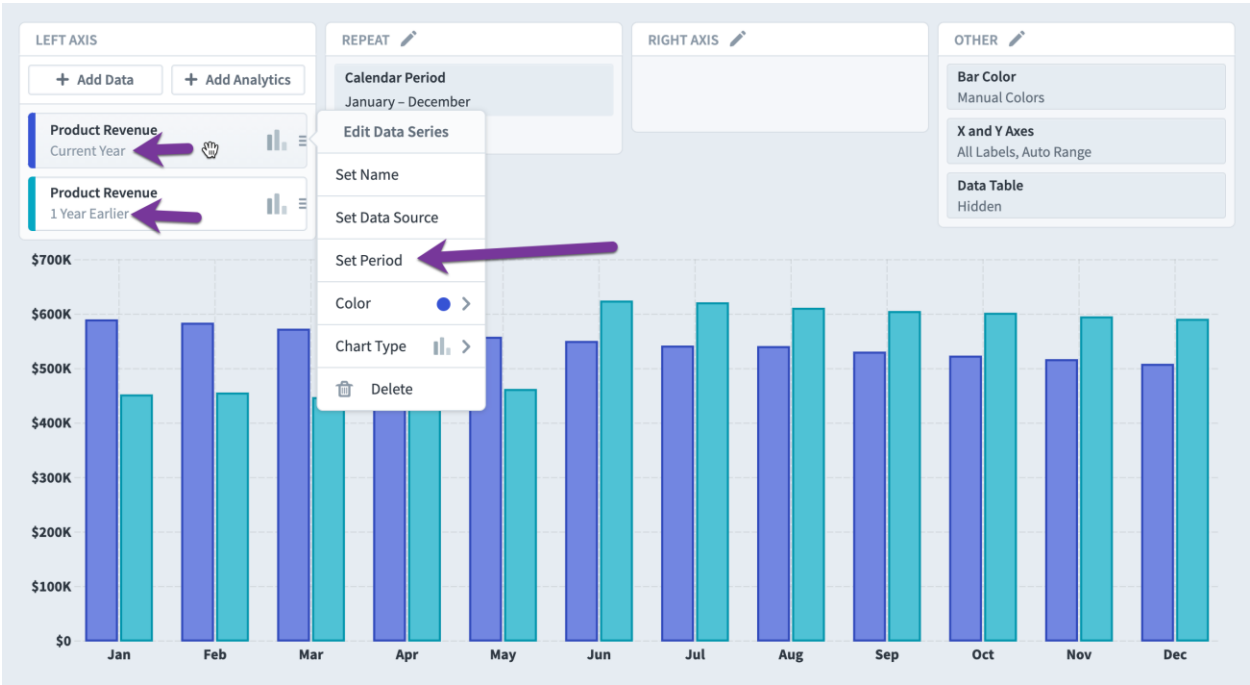 LEFT AXIS
Add Data
Add Analytics
Product Revenue
Current Year
Product Revenue
1 Year Earlier
REPEAT
Calendar Period
January – December
Edit Data Series
Set Name
Set Data Source
Set Period
Color
Chart Type
Delete
RIGHT AXIS
OTHER
Bar Color
Manual Colors
X and Y Axes
All Labels, Auto Range
Data Table
Hidden
$700K
$600K
$500K
$400K
$300K
$200K
$100K
$0
Jan Feb Mar Apr May Jun Jul Aug Sep Oct Nov Dec